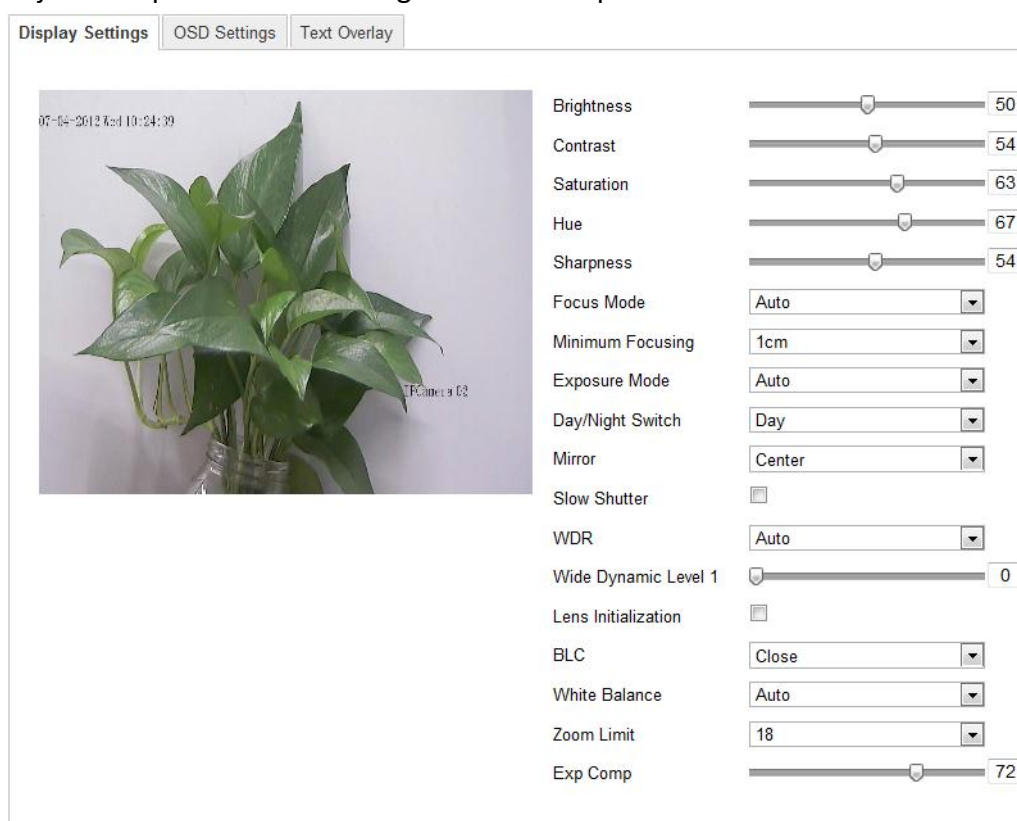 Display Settings OSD Settings Text Overlay
07-04-2012 Wed 10:24:39
IPCamera 02
Brightness 50
Contrast 54
Saturation 63
Hue 67
Sharpness 54
Focus Mode Auto
Minimum Focusing 1cm
Exposure Mode Auto
Day/Night Switch Day
Mirror Center
Slow Shutter
WDR Auto
Wide Dynamic Level 1 0
Lens Initialization
BLC Close
White Balance Auto
Zoom Limit 18
Exp Comp 72